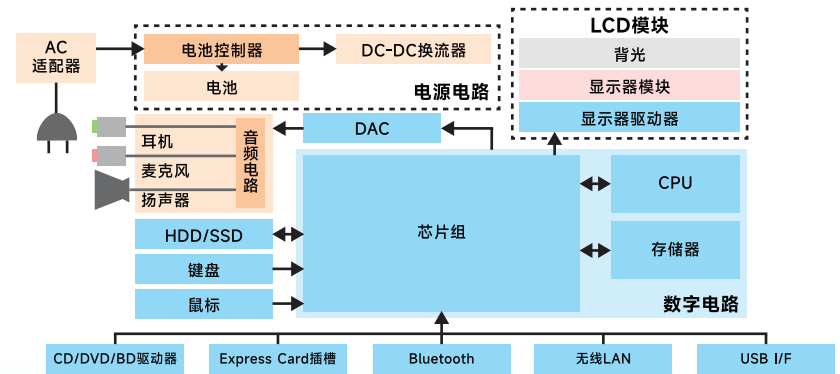 AC
适配器
电池控制器
DC-DC换流器
电池
电源电路
LCD模块
背光
显示器模块
显示器驱动器
耳机
麦克风
扬声器
音频电路
DAC
芯片组
CPU
存储器
数字电路
HDD/SSD
键盘
鼠标
CD/DVD/BD驱动器
Express Card插槽
Bluetooth
无线LAN
USB I/F